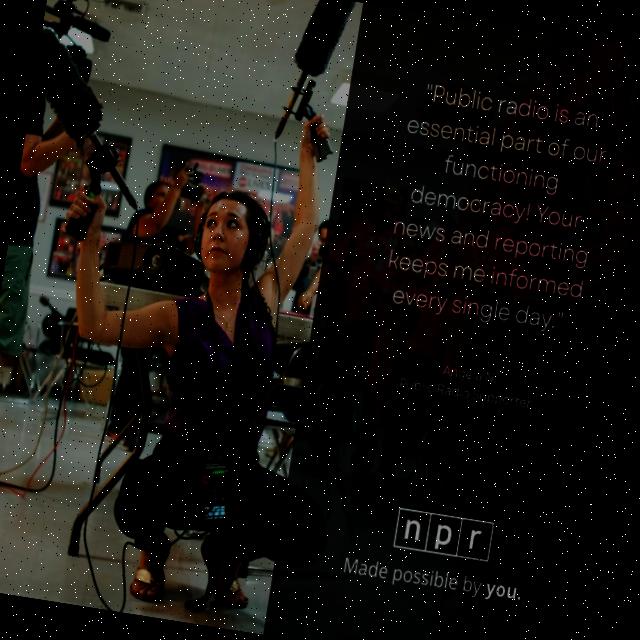 "Public radio is an
essential part of our
functioning
democracy! Your
news and reporting
keeps me informed
every single day."
npr
Made possible by you.